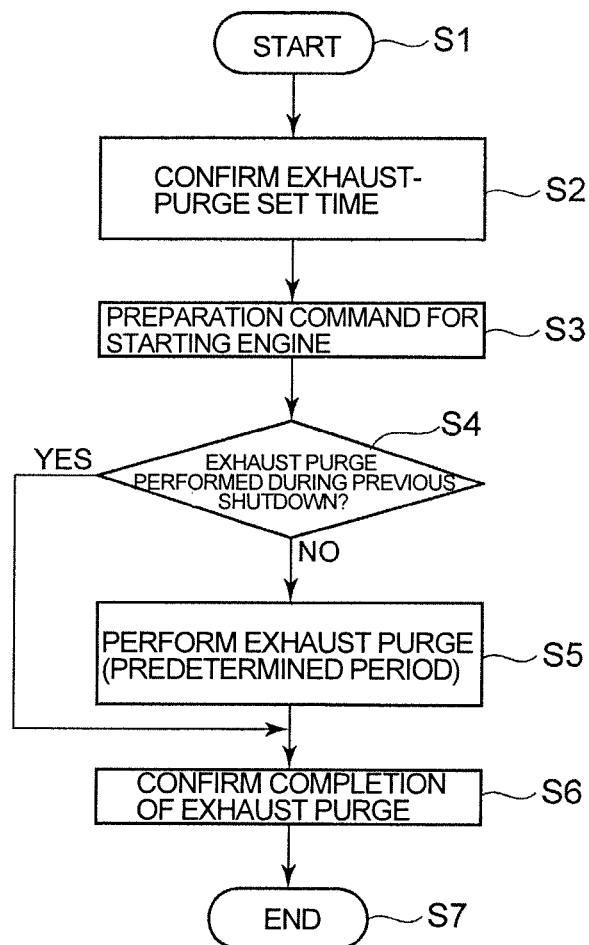 START
S1
CONFIRM EXHAUST-
PURGE SET TIME
S2
PREPARATION COMMAND FOR
STARTING ENGINE
S3
S4
YES
EXHAUST PURGE
PERFORMED DURING PREVIOUS
SHUTDOWN?
NO
PERFORM EXHAUST PURGE
(PREDETERMINED PERIOD)
S5
CONFIRM COMPLETION
OF EXHAUST PURGE
S6
END
S7